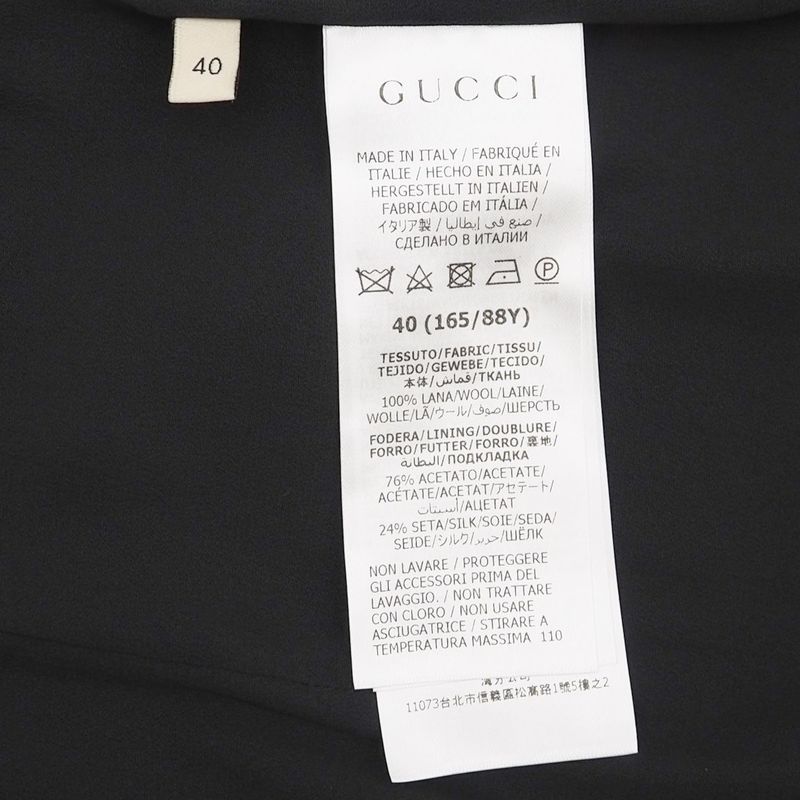 40
GUCCI
MADE IN ITALY / FABRIQUÉ EN
ITALIE / HECHO EN ITALIA /
HERGESTELLT IN ITALIEN /
FABRICADO EM ITÁLIA /
イタリア製 / صنع في إيطاليا /
СДЕЛАНО В ИТАЛИИ
P
40 (165/88Y)
TESSUTO/FABRIC/TISSU/
TEJIDO/GEWEBE/TECIDO/
本体/قماش/ТКАНЬ
100% LANA/WOOL/LAINE/
WOLLE/LÃ/ウール/صوف/ШЕРСТЬ
FODERA/LINING/DOUBLURE/
FORRO/FUTTER/FORRO/裏地/
البطانة/ПОДКЛАДКА
76% ACETATO/ACETATE/
ACÉTATE/ACETAT/アセテート/
أسيتات/АЦЕТАТ
24% SETA/SILK/SOIE/SEDA/
SEIDE/シルク/حرير/ШЁЛК
NON LAVARE / PROTEGGERE
GLI ACCESSORI PRIMA DEL
LAVAGGIO. / NON TRATTARE
CON CLORO / NON USARE
ASCIUGATRICE / STIRARE A
TEMPERATURA MASSIMA 110
灣分公司
11073台北市信義區松高路1號5樓之2